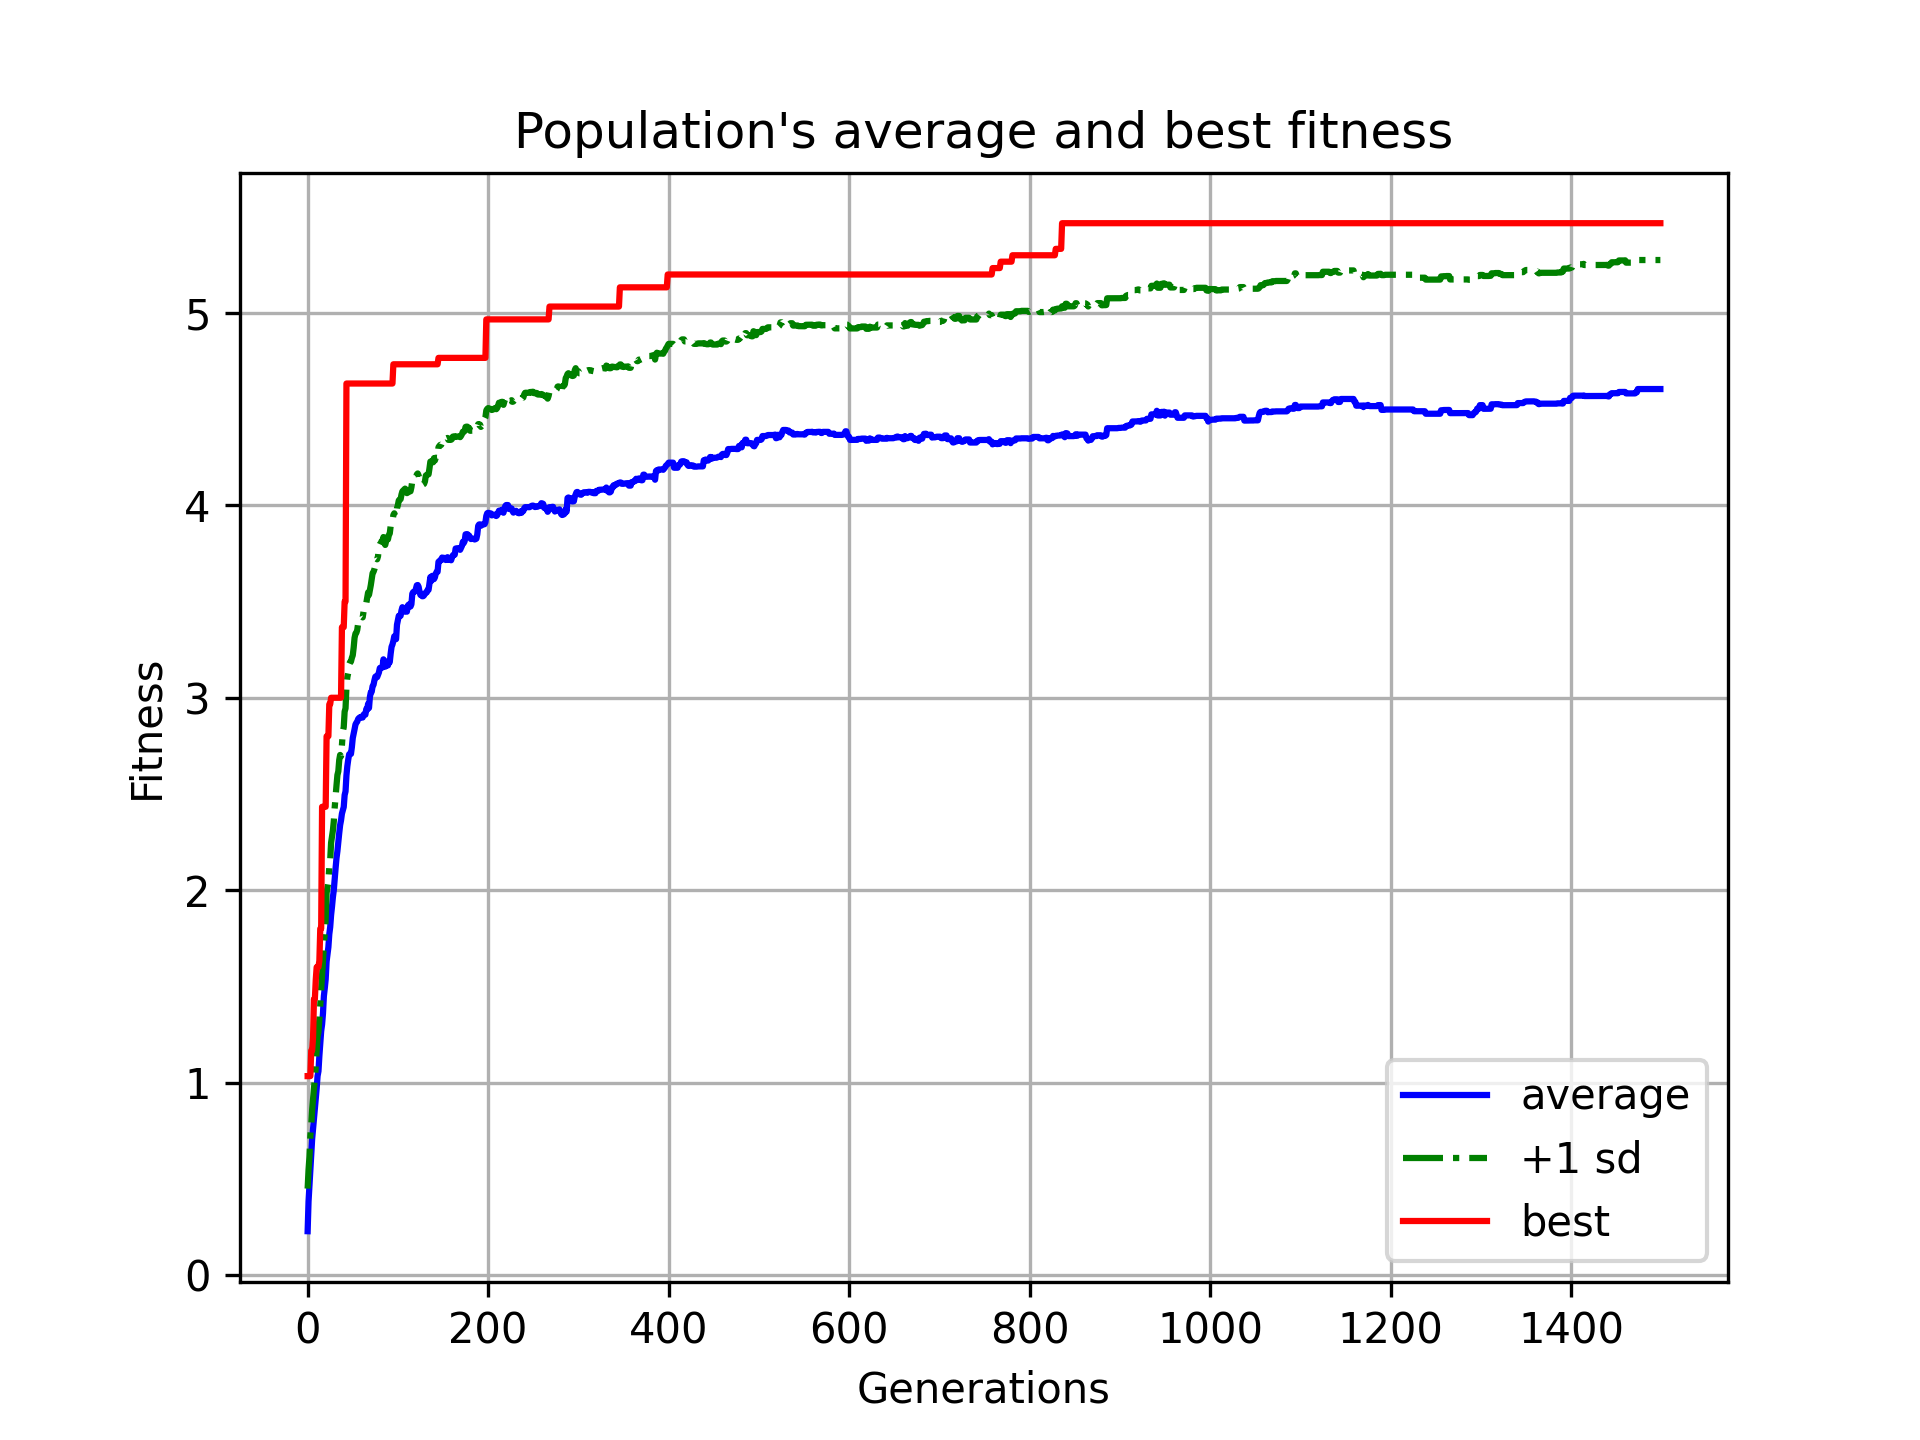 Population's average and best fitness
Fitness
5
4
3
2
1
0
0 200 400 600 800 1000 1200 1400
Generations
average
+1 sd
best